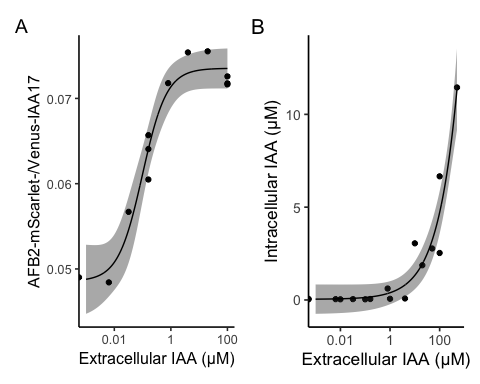 A
B
AFB2-mScarlet-/Venus-IAA17
0.07
0.06
0.05
0.01
1
100
Extracellular IAA (μM)
Intracellular IAA (μM)
10
5
0
0.01
1
100
Extracellular IAA (μM)